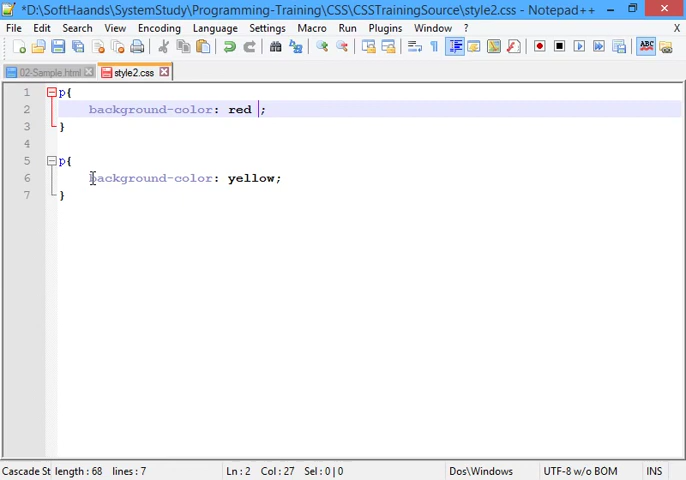 *D:\SoftHaands\SystemStudy\Programming-Training\CSS\CSSTrainingSource\style2.css - Notepad++
File Edit Search View Encoding Language Settings Macro Run Plugins Window ? X
ABC
02-Sample.html style2.css
1 p{
2 background-color: red ;
3 }
4
5 p{
6 background-color: yellow;
7 }
Cascade St length : 68 lines : 7 Ln : 2 Col : 27 Sel : 0 | 0 Dos\Windows UTF-8 w/o BOM INS